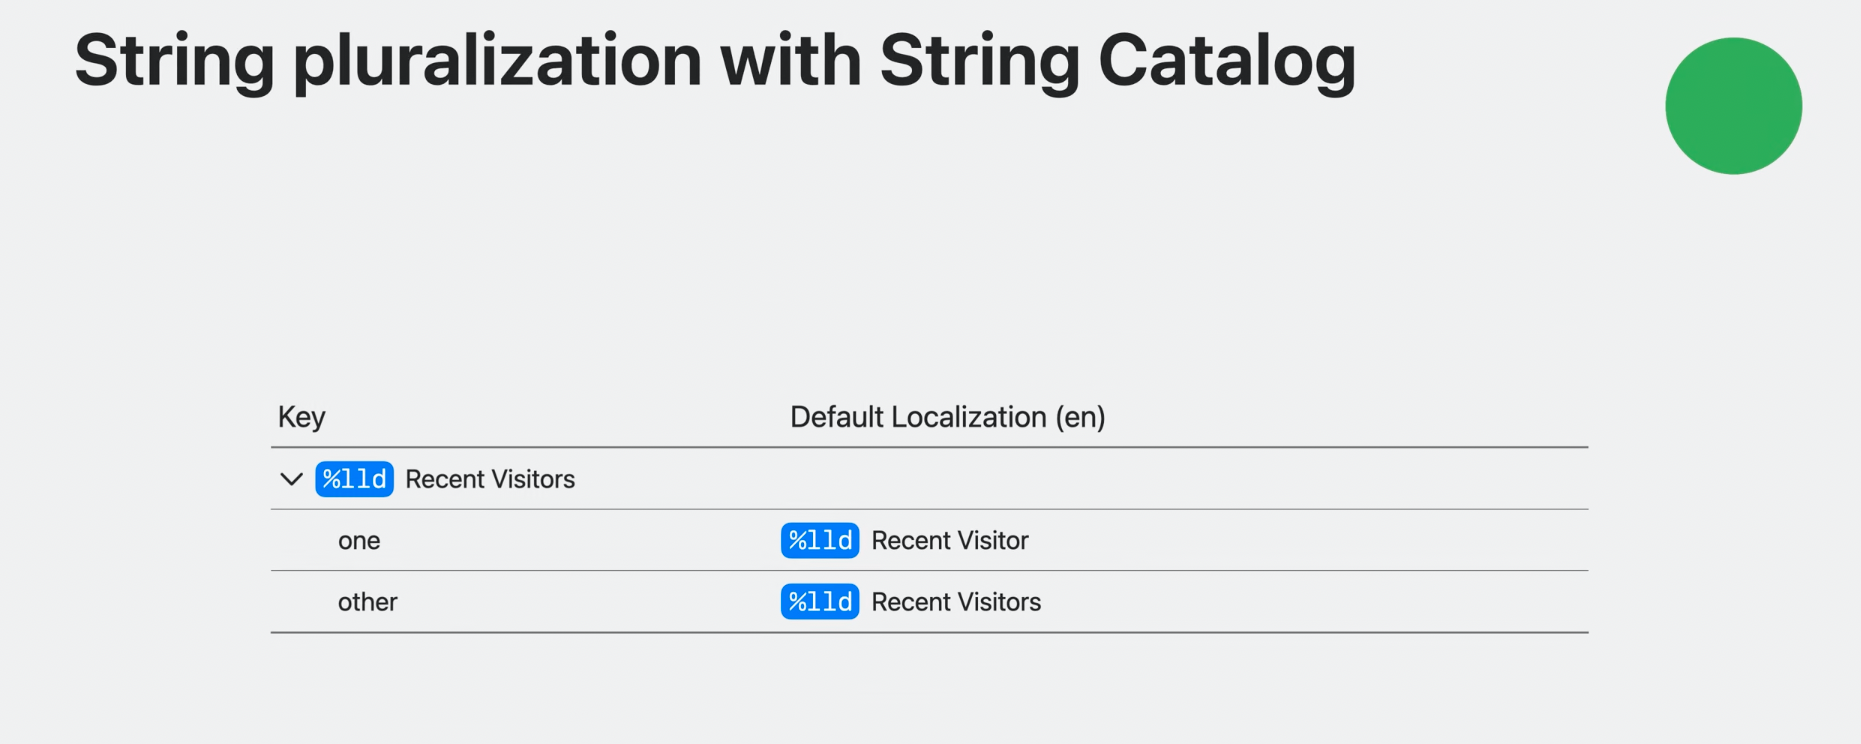 String pluralization with String Catalog
Key Default Localization (en)
%lld Recent Visitors
one %lld Recent Visitor
other %lld Recent Visitors